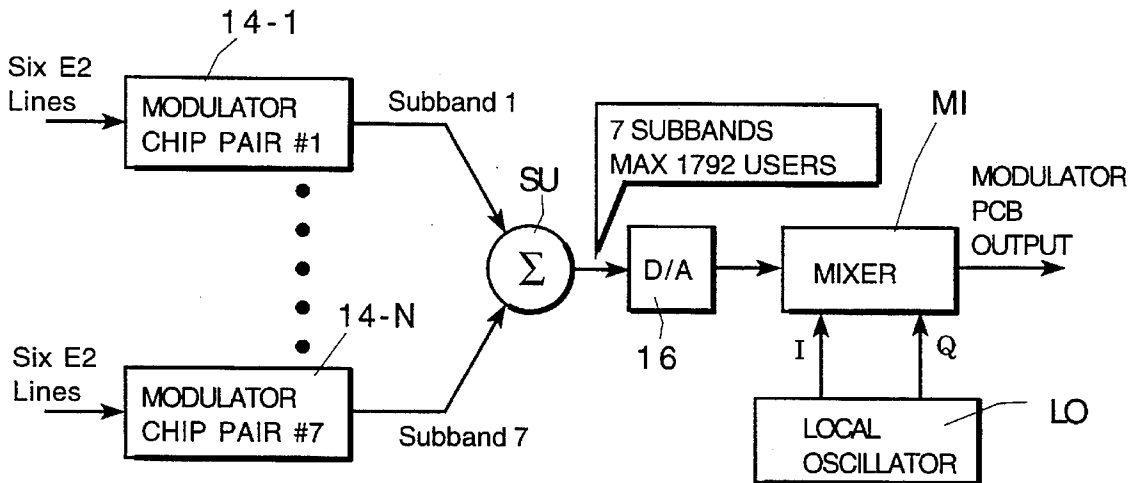 14-1
Six E2
Lines
MODULATOR
CHIP PAIR #1
Subband 1
SU
Σ
7 SUBBANDS
MAX 1792 USERS
D/A
16
MI
MIXER
MODULATOR
PCB
OUTPUT
I
Q
LOCAL
OSCILLATOR
LO
14-N
Six E2
Lines
MODULATOR
CHIP PAIR #7
Subband 7